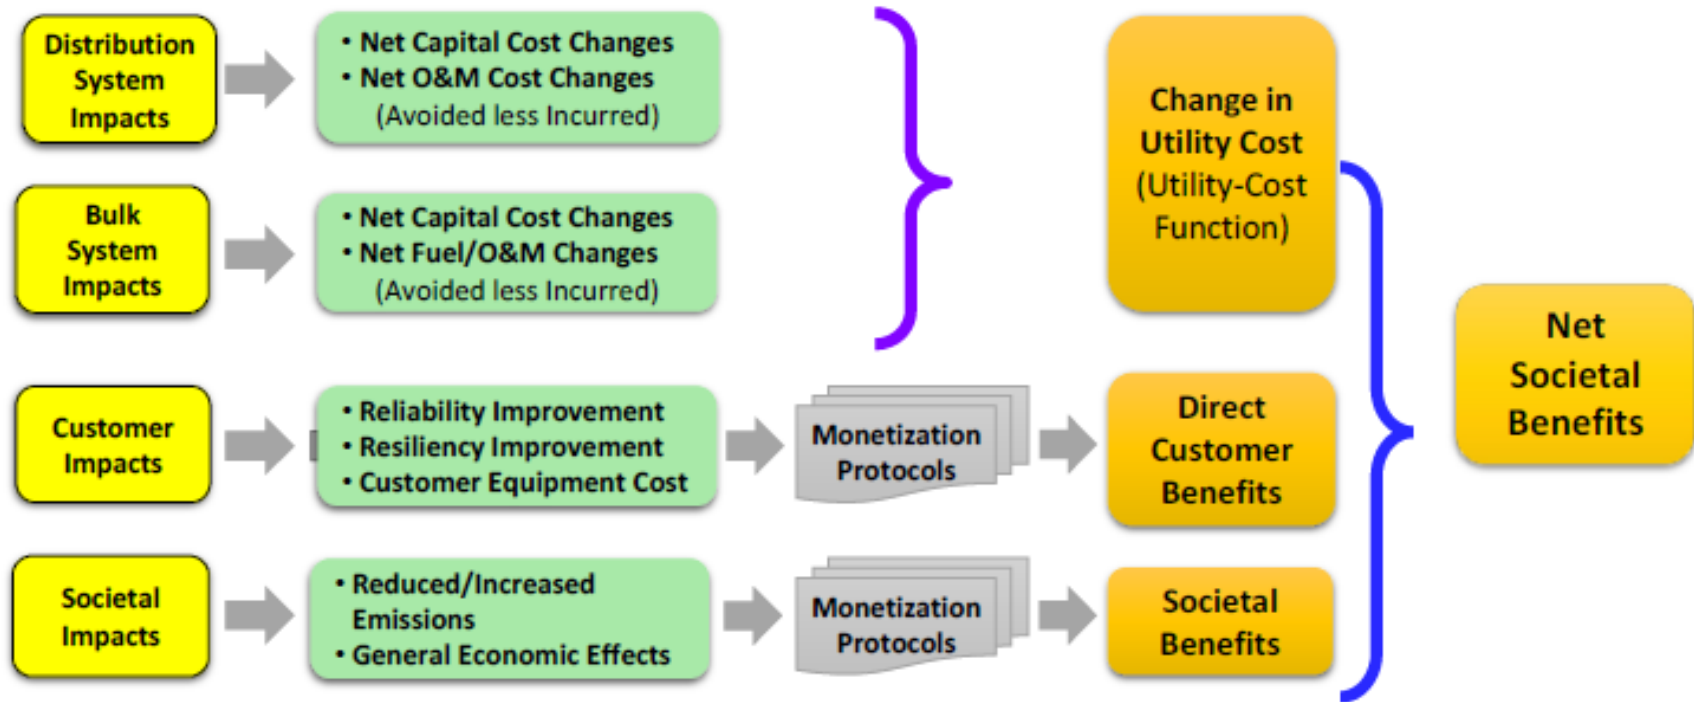 Distribution
System
Impacts
• Net Capital Cost Changes
• Net O&M Cost Changes
(Avoided less Incurred)
Bulk
System
Impacts
• Net Capital Cost Changes
• Net Fuel/O&M Changes
(Avoided less Incurred)
Change in
Utility Cost
(Utility-Cost
Function)
Customer
Impacts
• Reliability Improvement
• Resiliency Improvement
• Customer Equipment Cost
Monetization
Protocols
Direct
Customer
Benefits
Societal
Impacts
• Reduced/Increased
Emissions
• General Economic Effects
Monetization
Protocols
Societal
Benefits
Net
Societal
Benefits